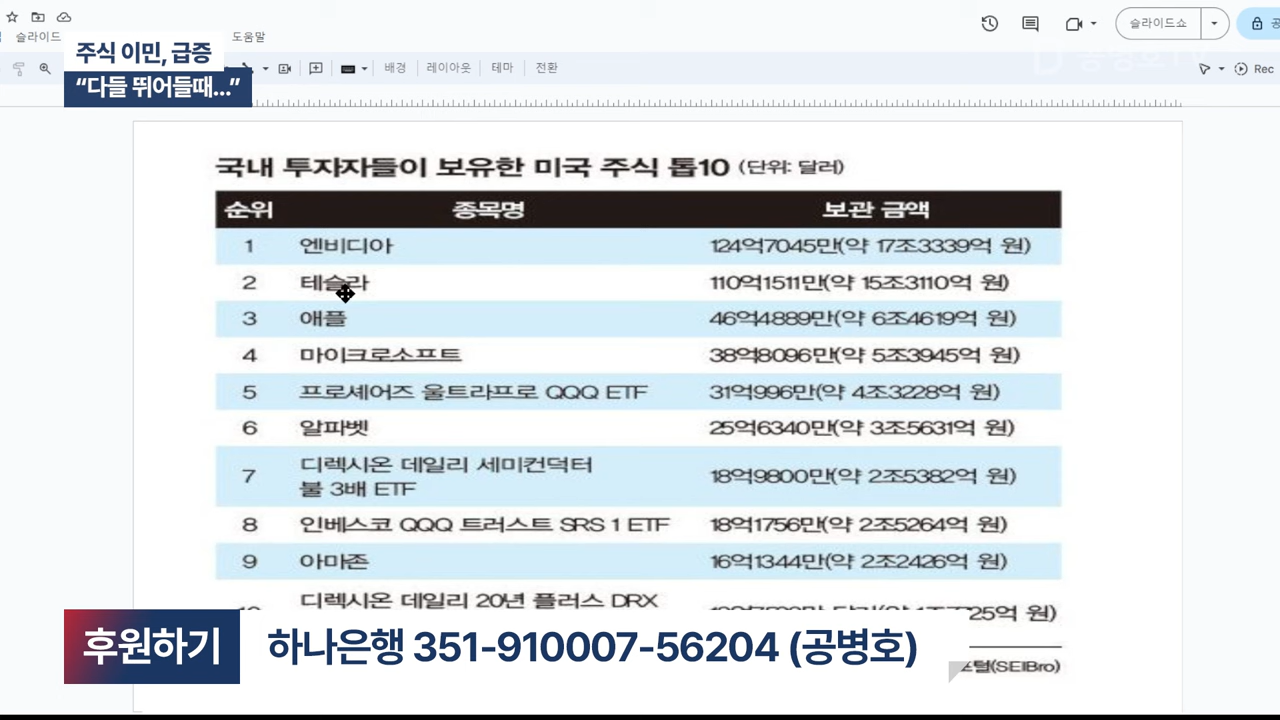 슬라이드
도움말
슬라이드쇼
주식 이민, 급증
“다들 뛰어들때...”
배경 레이아웃 테마 전환
Rec
국내 투자자들이 보유한 미국 주식 톱10 (단위: 달러)
순위 종목명 보관 금액
1 엔비디아 124억7045만(약 17조3339억 원)
2 테슬라 110억1511만(약 15조3110억 원)
3 애플 46억4889만(약 6조4619억 원)
4 마이크로소프트 38억8096만(약 5조3945억 원)
5 프로셰어즈 울트라프로 QQQ ETF 31억996만(약 4조3228억 원)
6 알파벳 25억6340만(약 3조5631억 원)
7 디렉시온 데일리 세미컨덕터
불 3배 ETF 18억9800만(약 2조5382억 원)
8 인베스코 QQQ 트러스트 SRS 1 ETF 18억1756만(약 2조5264억 원)
9 아마존 16억1344만(약 2조2426억 원)
디렉시온 데일리 20년 플러스 DRX
25억 원)
후원하기 하나은행 351-910007-56204 (공병호)
포털(SEIBro)